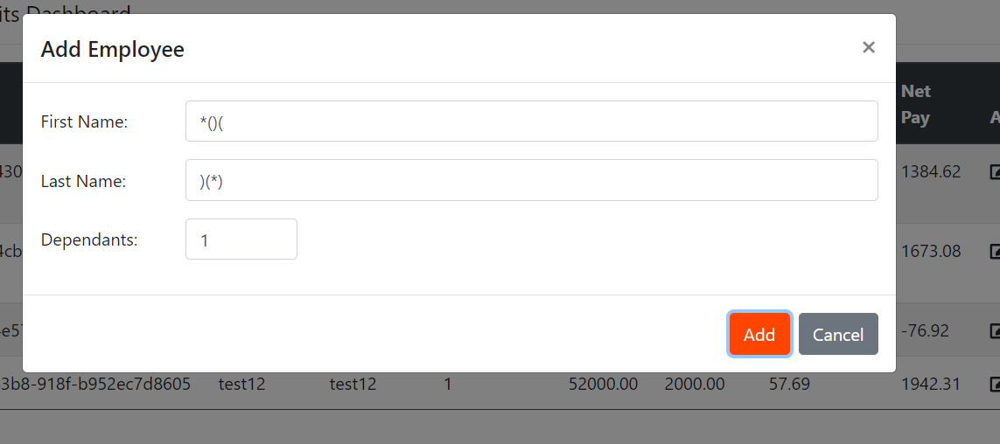 its Dashboard
Add Employee ×
Net Pay
First Name: *()(
430 1384.62
Last Name: )(*)
Dependants: 1
4cb 1673.08
-76.92
Add Cancel
3b8-918f-b952ec7d8605 test12 test12 1 52000.00 2000.00 57.69 1942.31